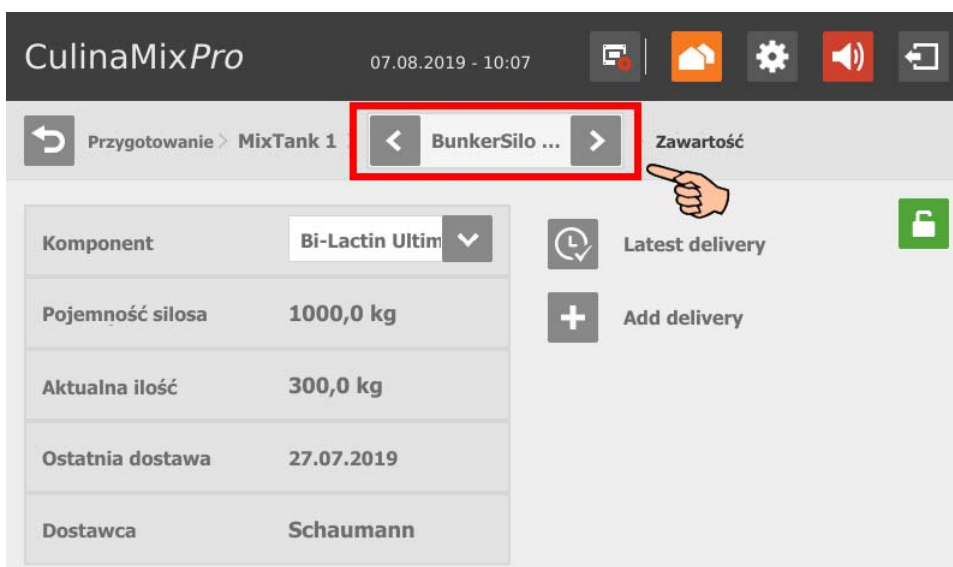 CulinaMixPro 07.08.2019 - 10:07
Przygotowanie > MixTank 1 BunkerSilo ... Zawartość
Komponent Bi-Lactin Ultim Latest delivery
Pojemność silosa 1000,0 kg Add delivery
Aktualna ilość 300,0 kg
Ostatnia dostawa 27.07.2019
Dostawca Schaumann